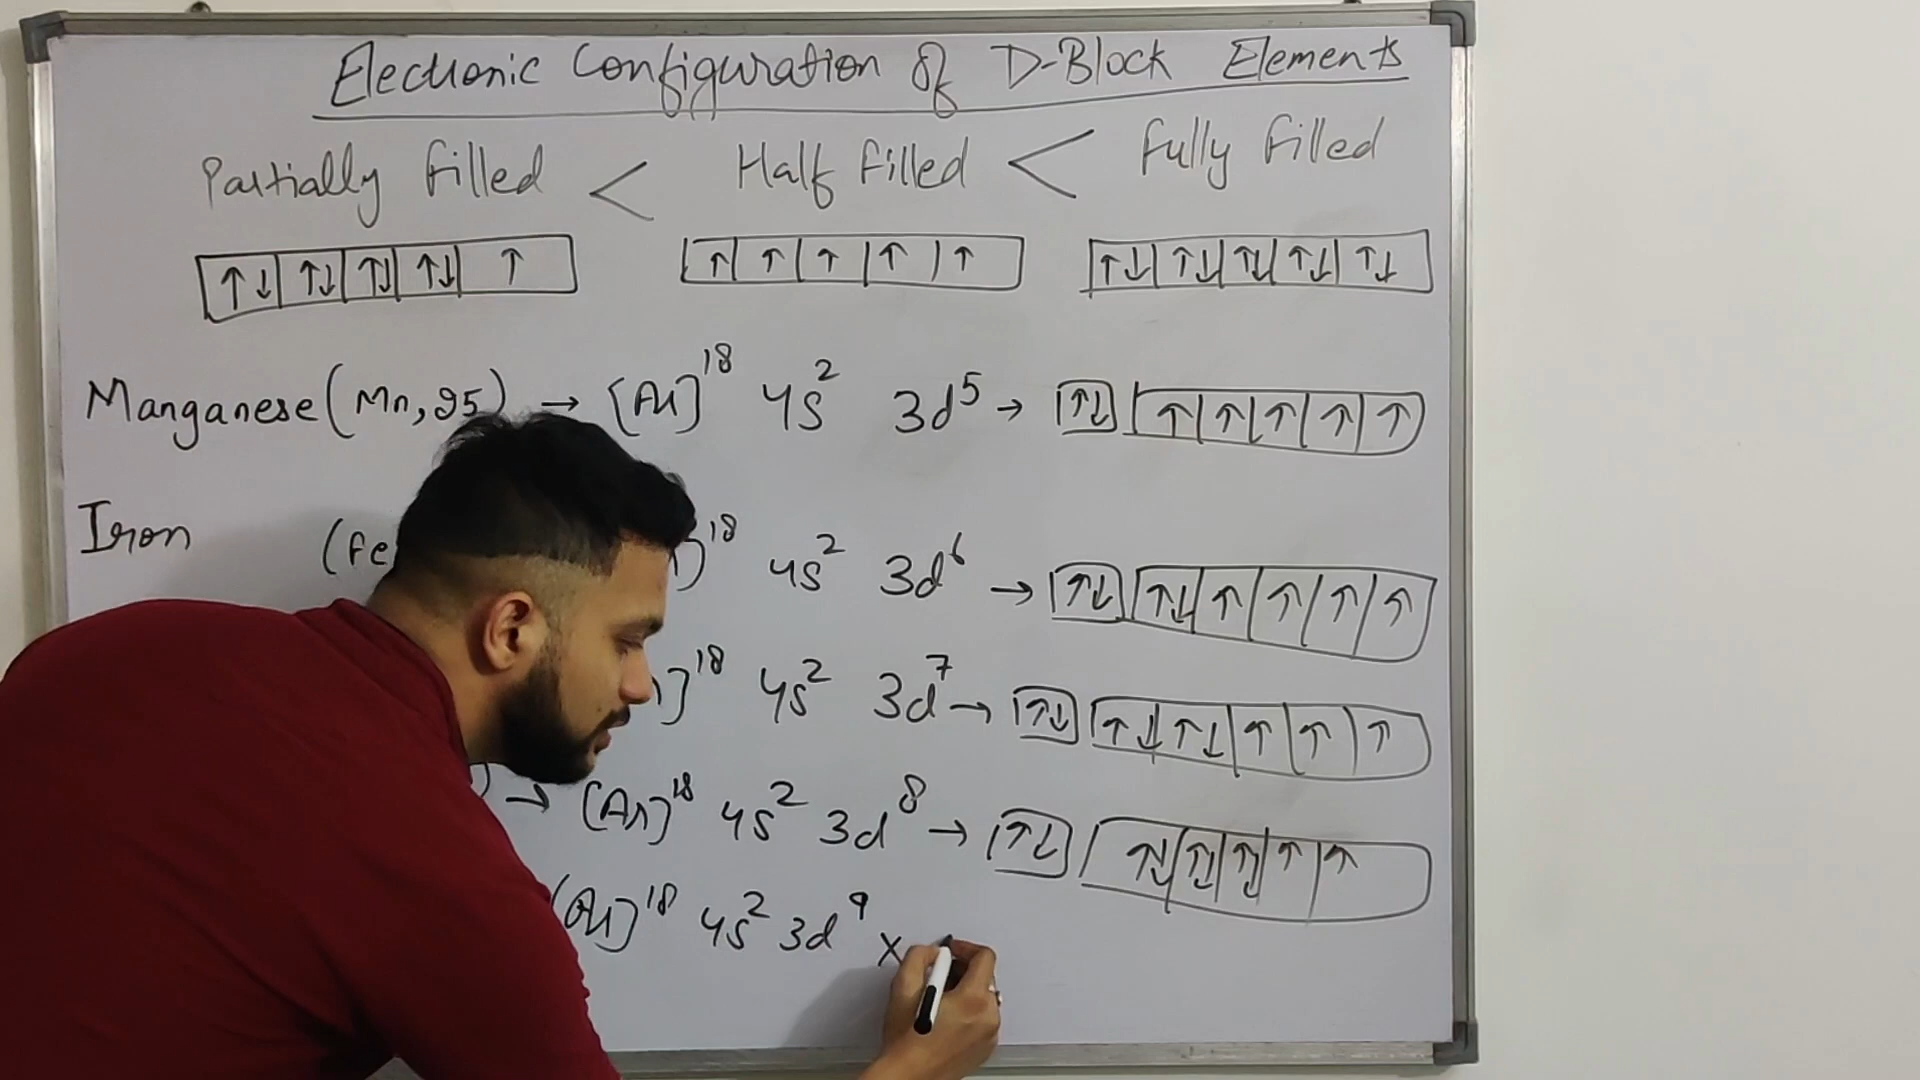 Electronic Configuration Of D-Block Elements
Partially Filled < Half Filled < Fully Filled
↑↓ ↑↓ ↑↓ ↑↓ ↑ ↑ ↑ ↑ ↑ ↑ ↑↓ ↑↓ ↑↓ ↑↓ ↑↓
Manganese (Mn, 25) → [Ar]¹⁸ 4s² 3d⁵ → ↑↓ ↑ ↑ ↑ ↑ ↑
Iron (Fe ]¹⁸ 4s² 3d⁶ → ↑↓ ↑↓ ↑ ↑ ↑ ↑
]¹⁸ 4s² 3d⁷ → ↑↓ ↑↓ ↑↓ ↑ ↑ ↑
) → [Ar]¹⁸ 4s² 3d⁸ → ↑↓ ↑↓ ↑↓ ↑↓ ↑ ↑
[Ar]¹⁸ 4s² 3d⁹ ×